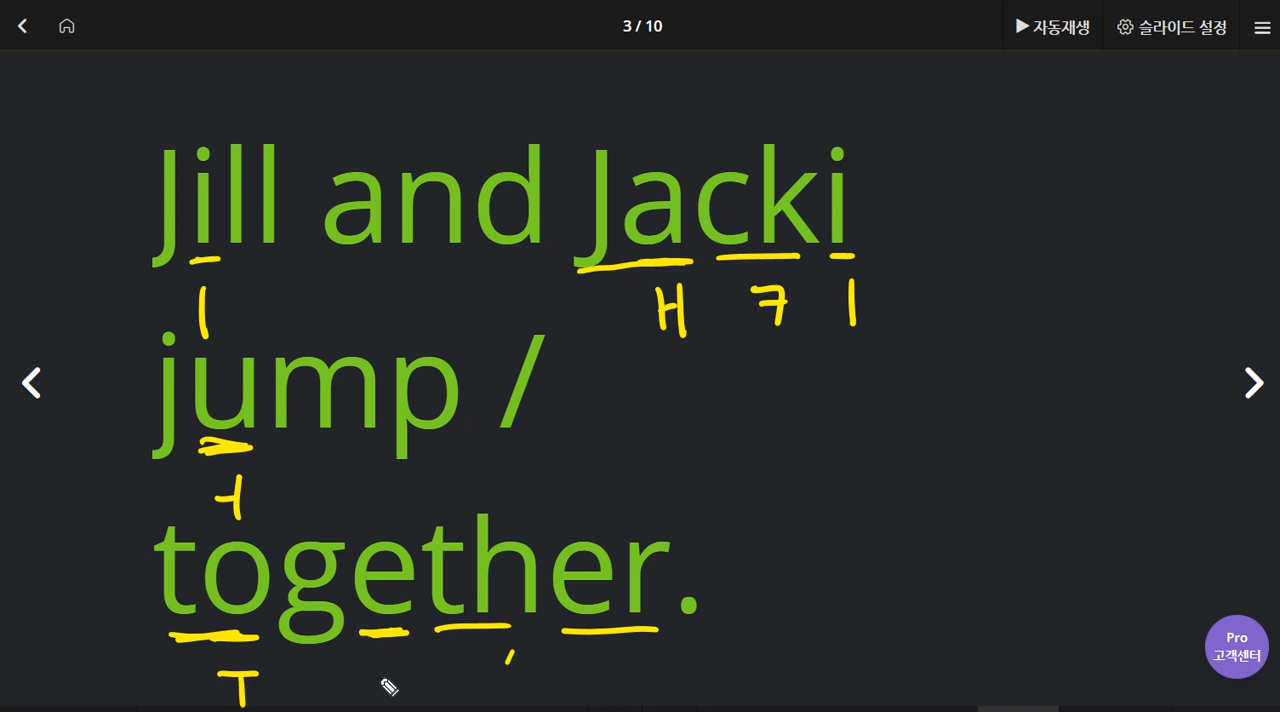 3 / 10
▶ 자동재생
슬라이드 설정
Jill and Jacki
ㅣ ㅐ ㄱ ㅣ
jump /
ㅓ
together.
ㅜ
Pro
고객센터